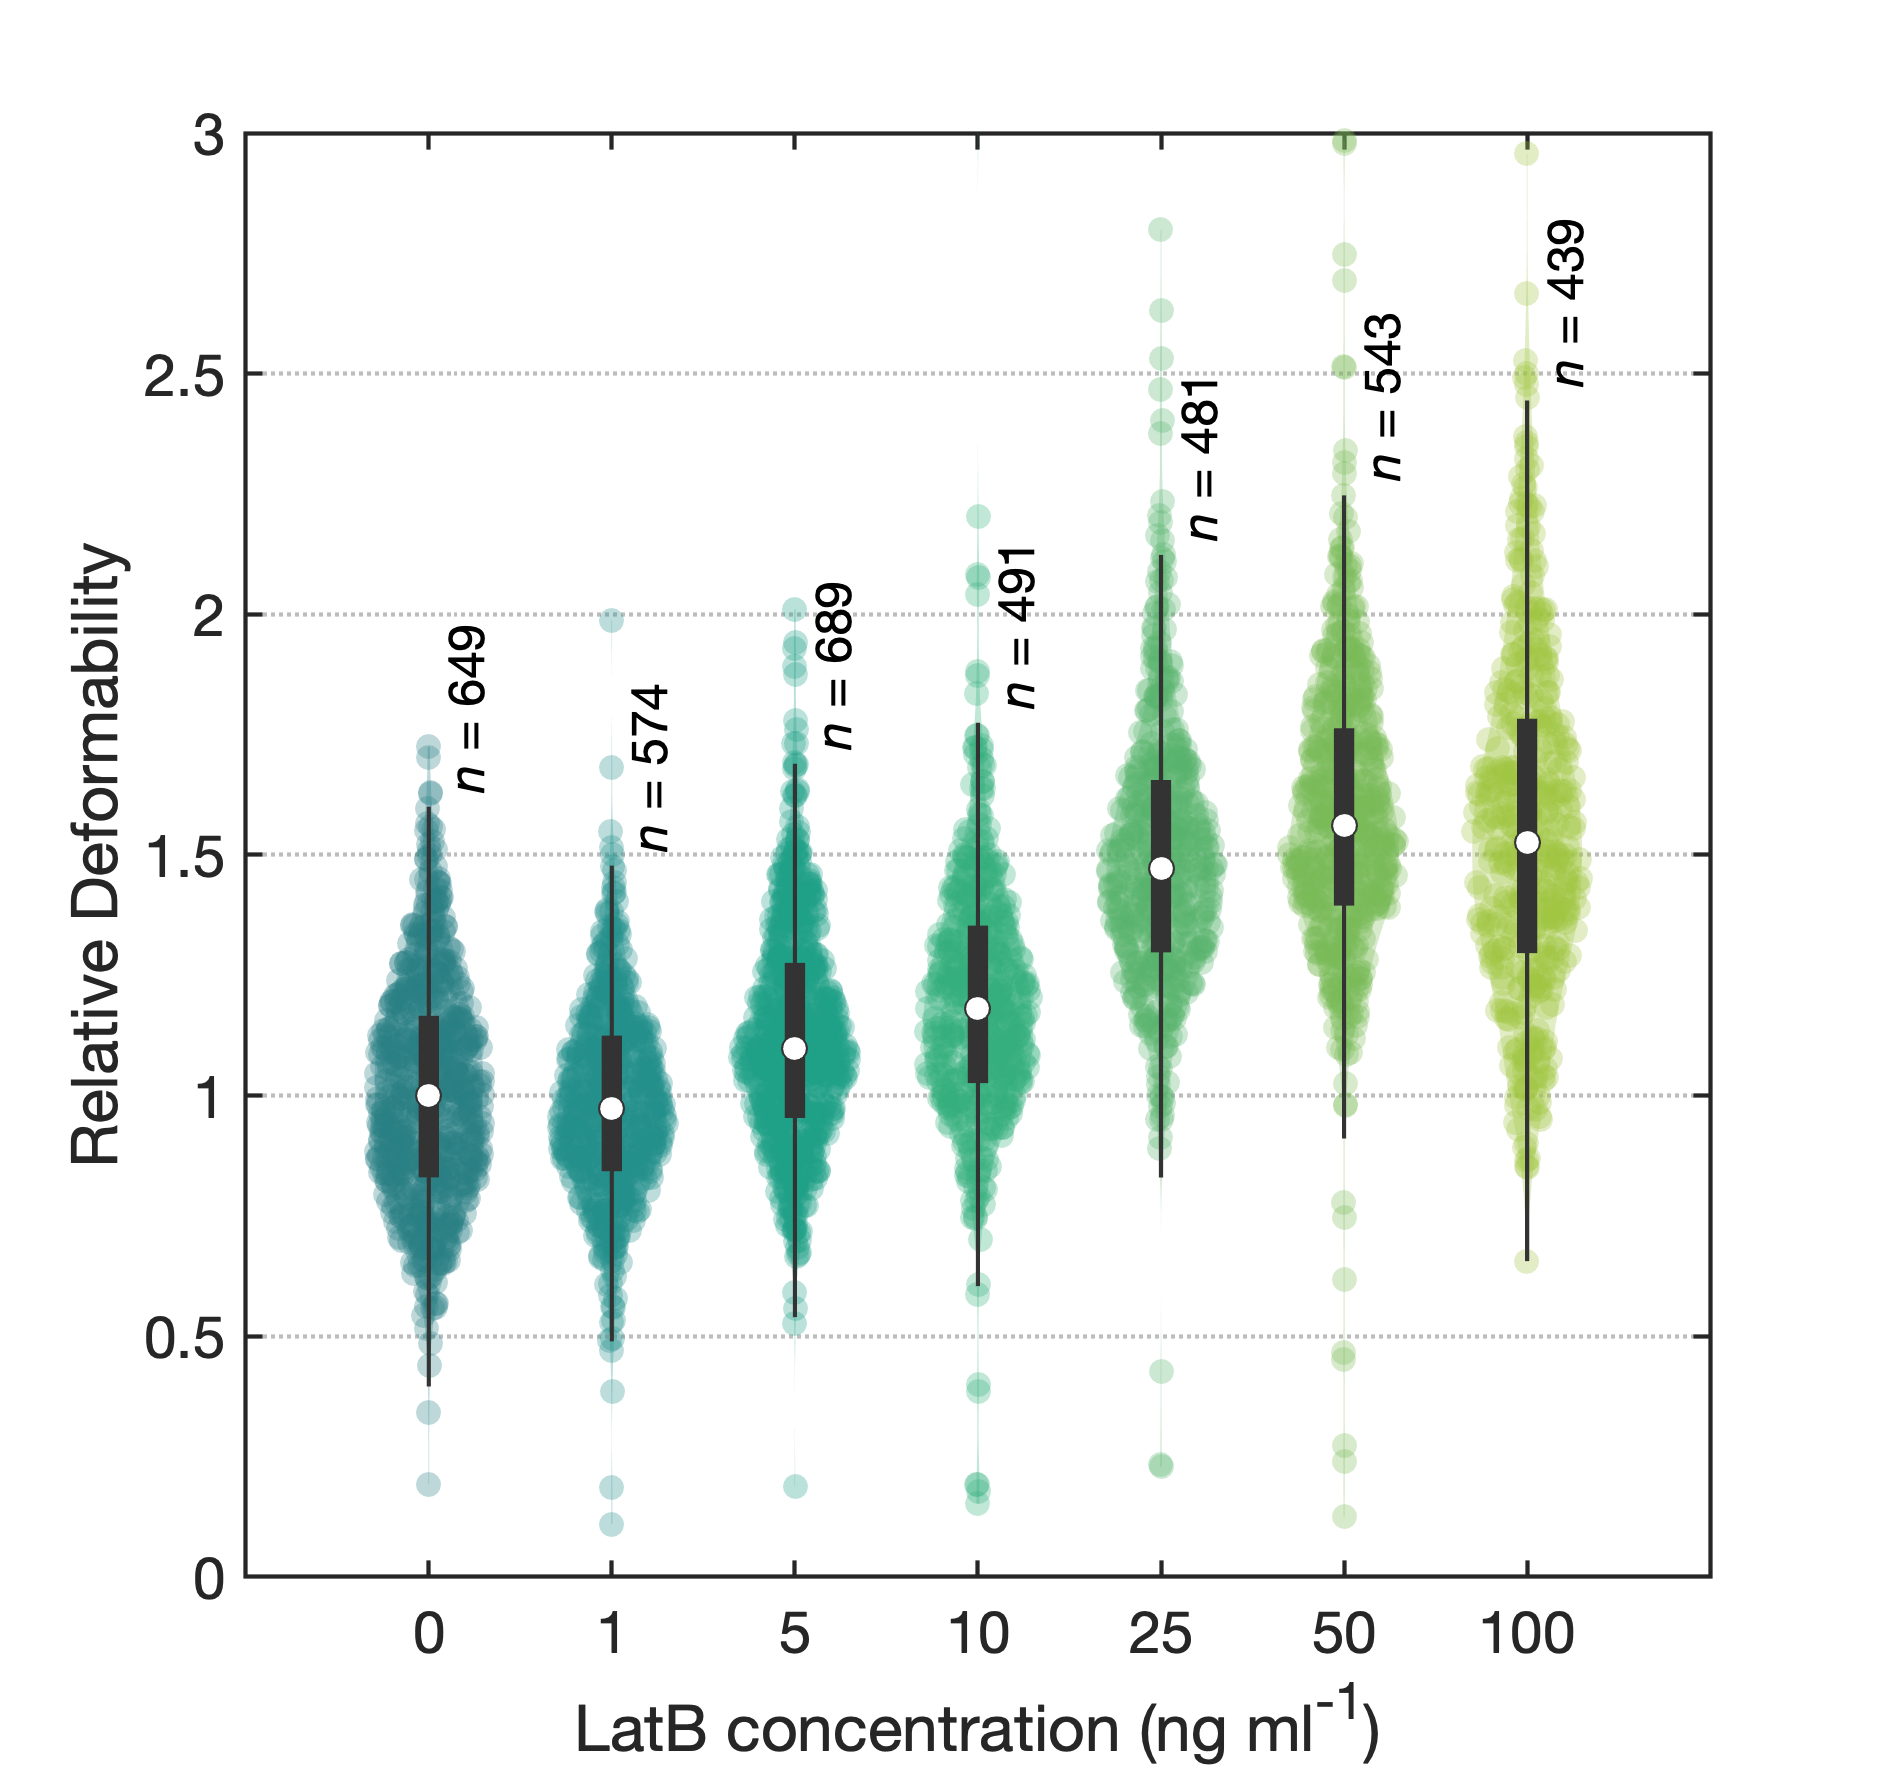 3
2.5
2
1.5
1
0.5
0
Relative Deformability
n = 649
n = 574
n = 689
n = 491
n = 481
n = 543
n = 439
0 1 5 10 25 50 100
LatB concentration (ng ml⁻¹)